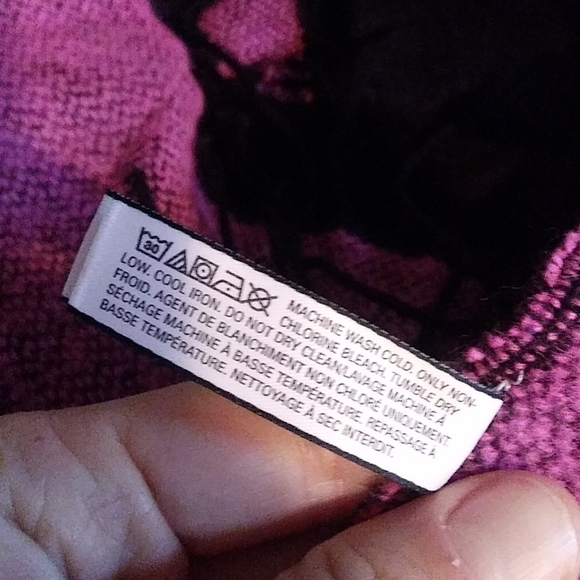 30
MACHINE WASH COLD. ONLY NON-
CHLORINE BLEACH. TUMBLE DRY
LOW. COOL IRON. DO NOT DRY CLEAN/LAVAGE MACHINE À
FROID. AGENT DE BLANCHIMENT NON CHLORÉ UNIQUEMENT.
SÉCHAGE MACHINE À BASSE TEMPÉRATURE. REPASSAGE À
BASSE TEMPÉRATURE. NETTOYAGE À SEC INTERDIT.